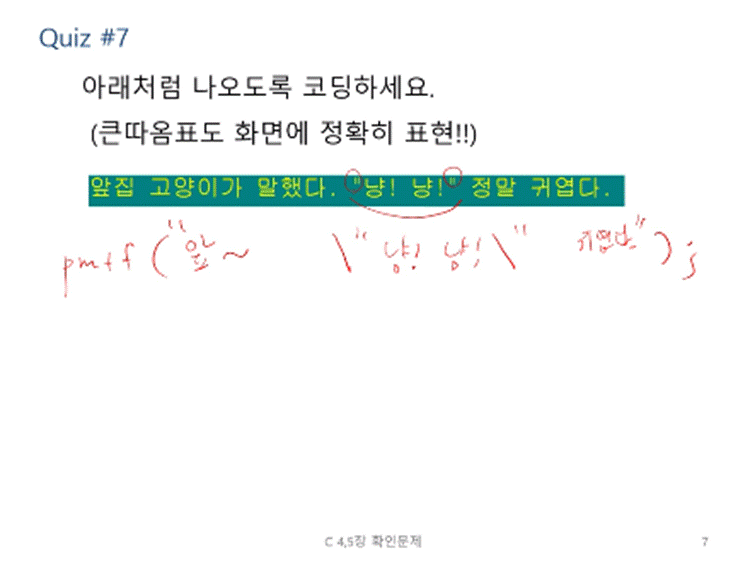 Quiz #7
아래처럼 나오도록 코딩하세요.
(큰따옴표도 화면에 정확히 표현!!)
앞집 고양이가 말했다. "냥! 냥!" 정말 귀엽다.
printf("앞~ \"냥! 냥!\" 귀엽다");
C 4,5장 확인문제
7